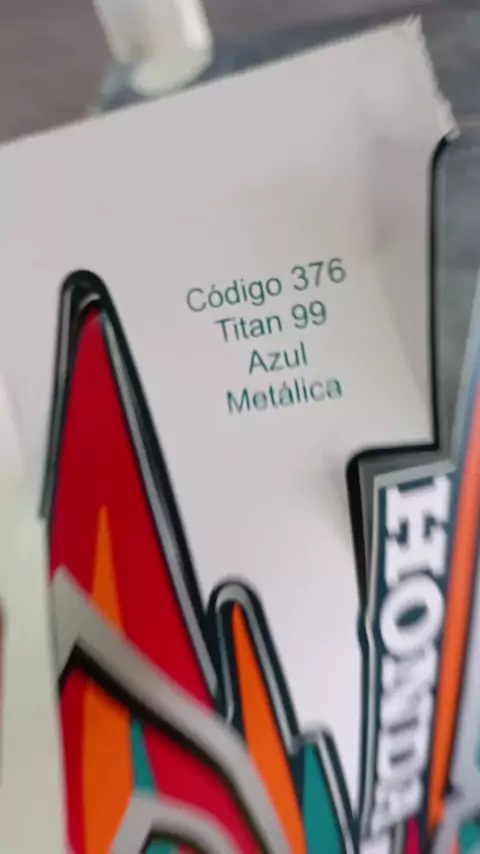 Código 376
Titan 99
Azul
Metálica
HONDA